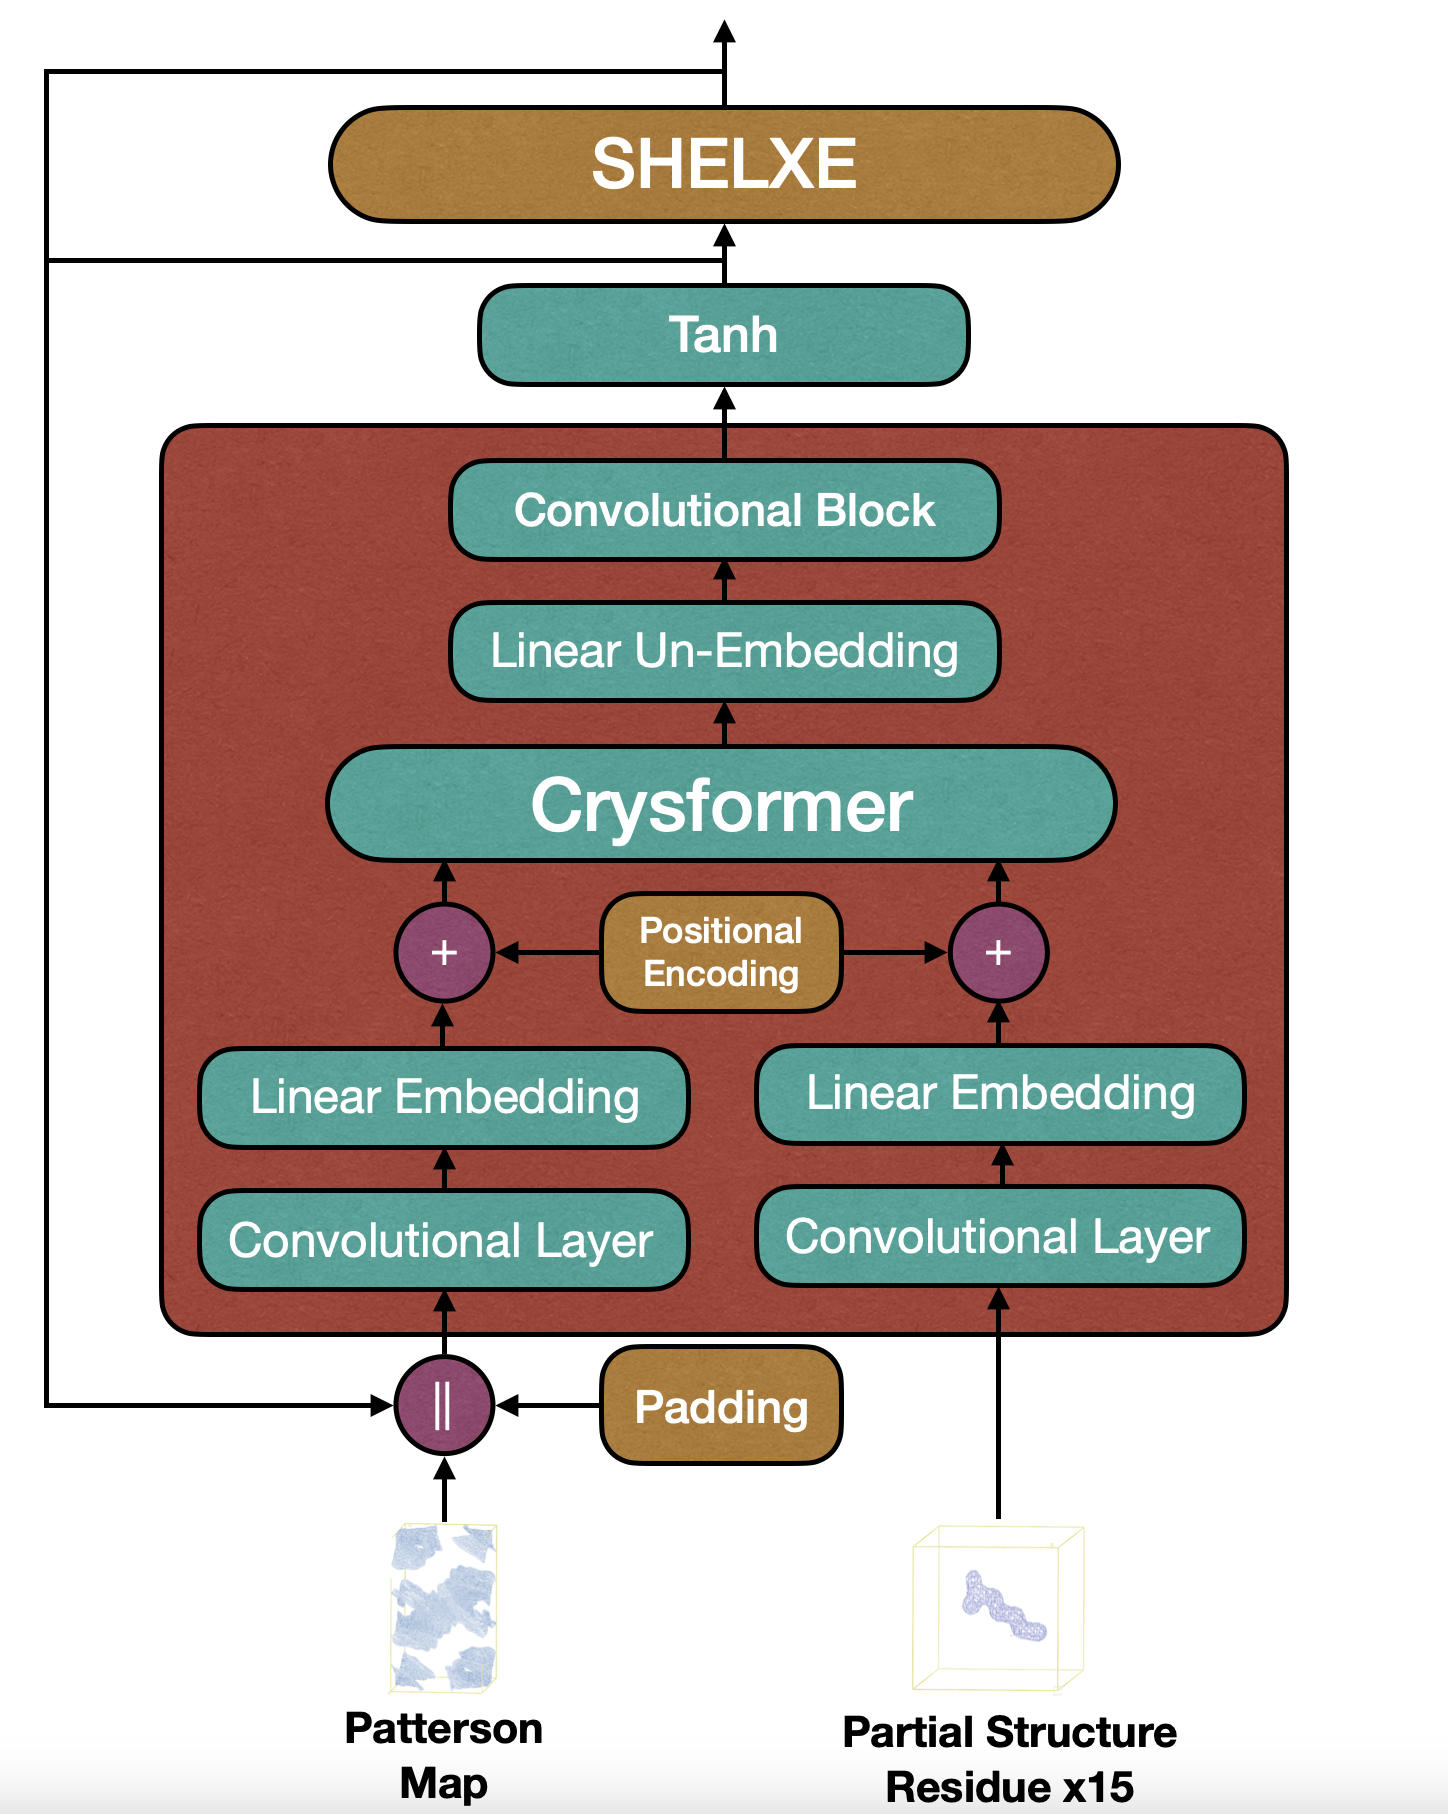 SHELXE
Tanh
Convolutional Block
Linear Un-Embedding
Crysformer
+
Positional
Encoding
+
Linear Embedding
Linear Embedding
Convolutional Layer
Convolutional Layer
||
Padding
Patterson
Map
Partial Structure
Residue x15